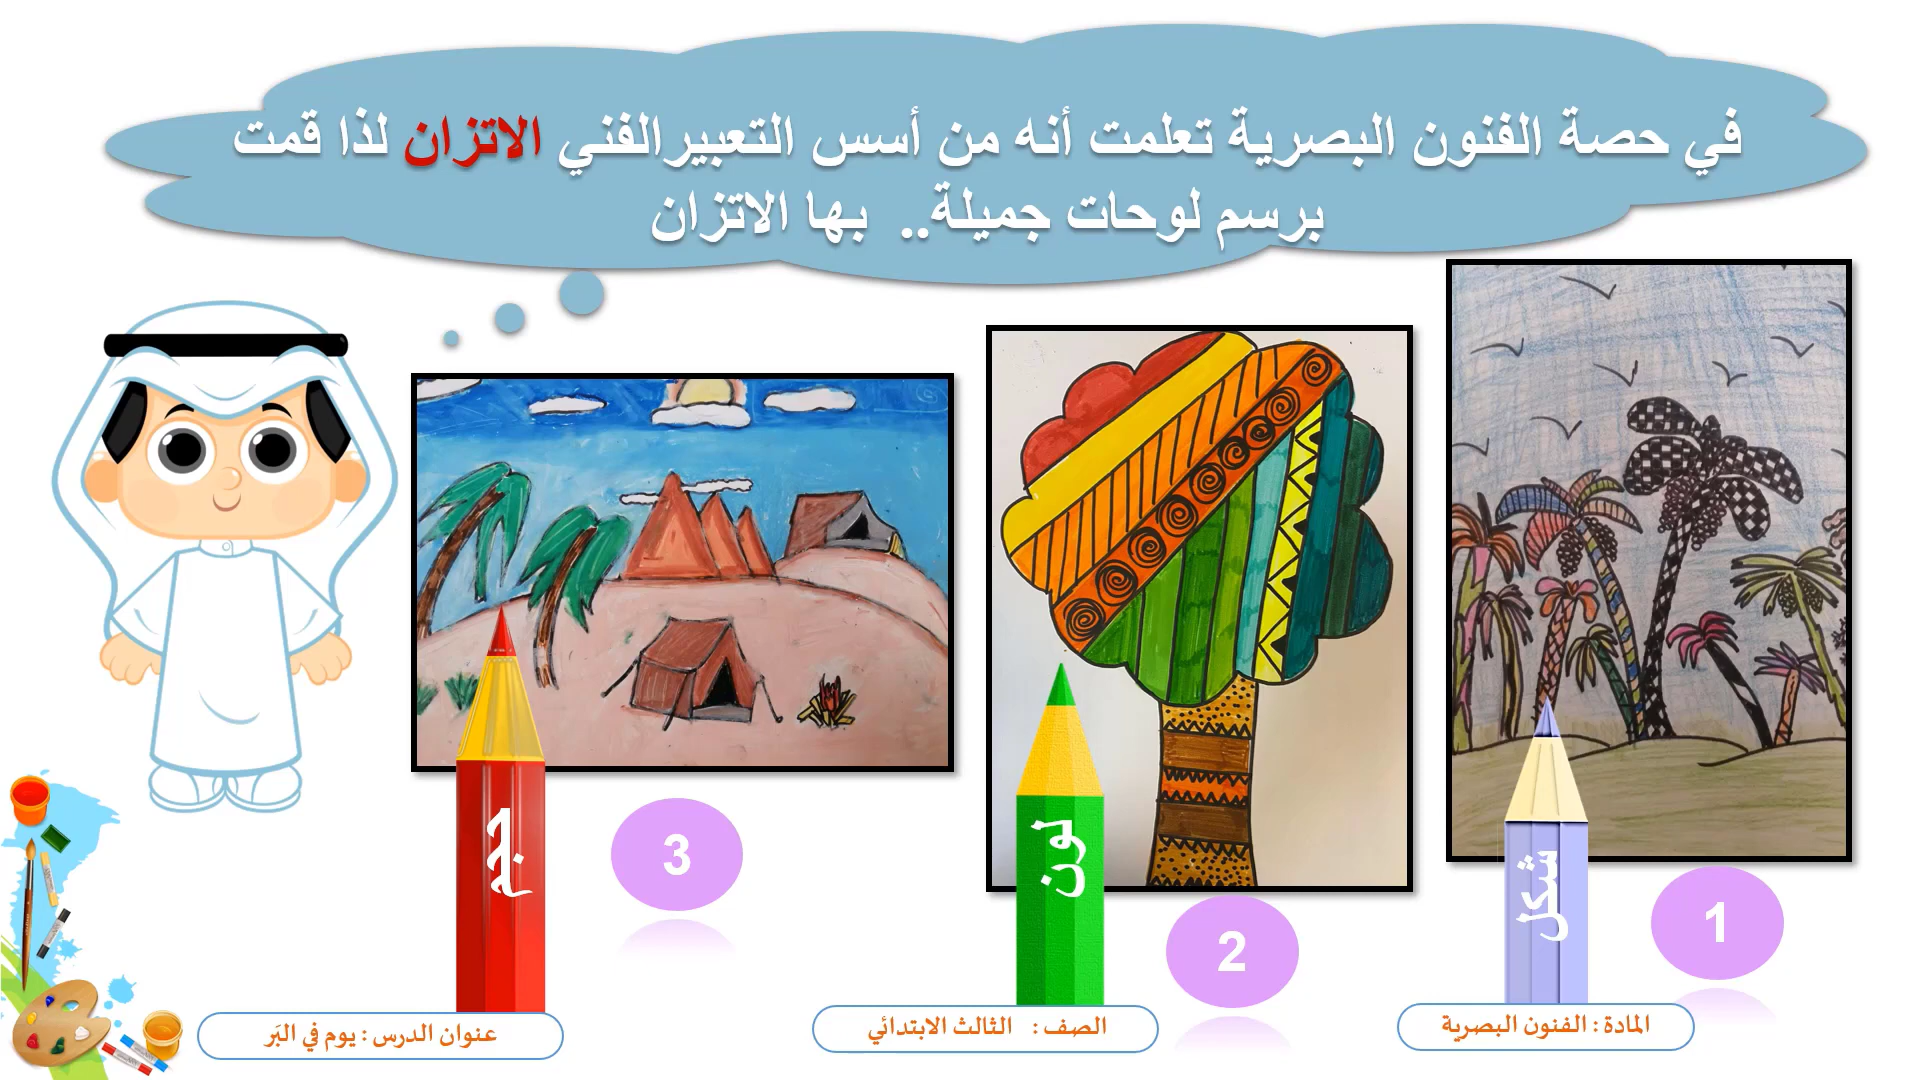 في حصة الفنون البصرية تعلمت أنه من أسس التعبيرالفني الاتزان لذا قمت
برسم لوحات جميلة.. بها الاتزان
شكل
1
لون
2
حجم
3
المادة : الفنون البصرية
الصف : الثالث الابتدائي
عنوان الدرس : يوم في البَر